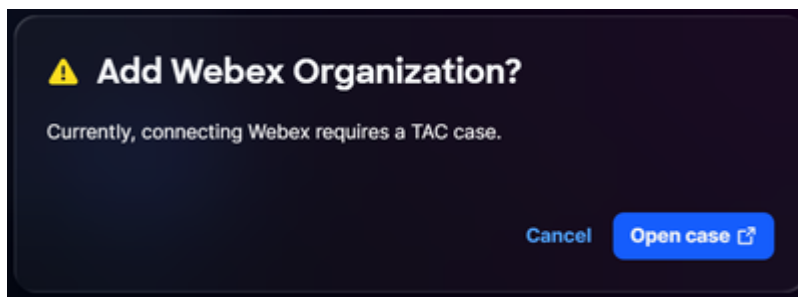 Add Webex Organization?
Currently, connecting Webex requires a TAC case.
Cancel
Open case